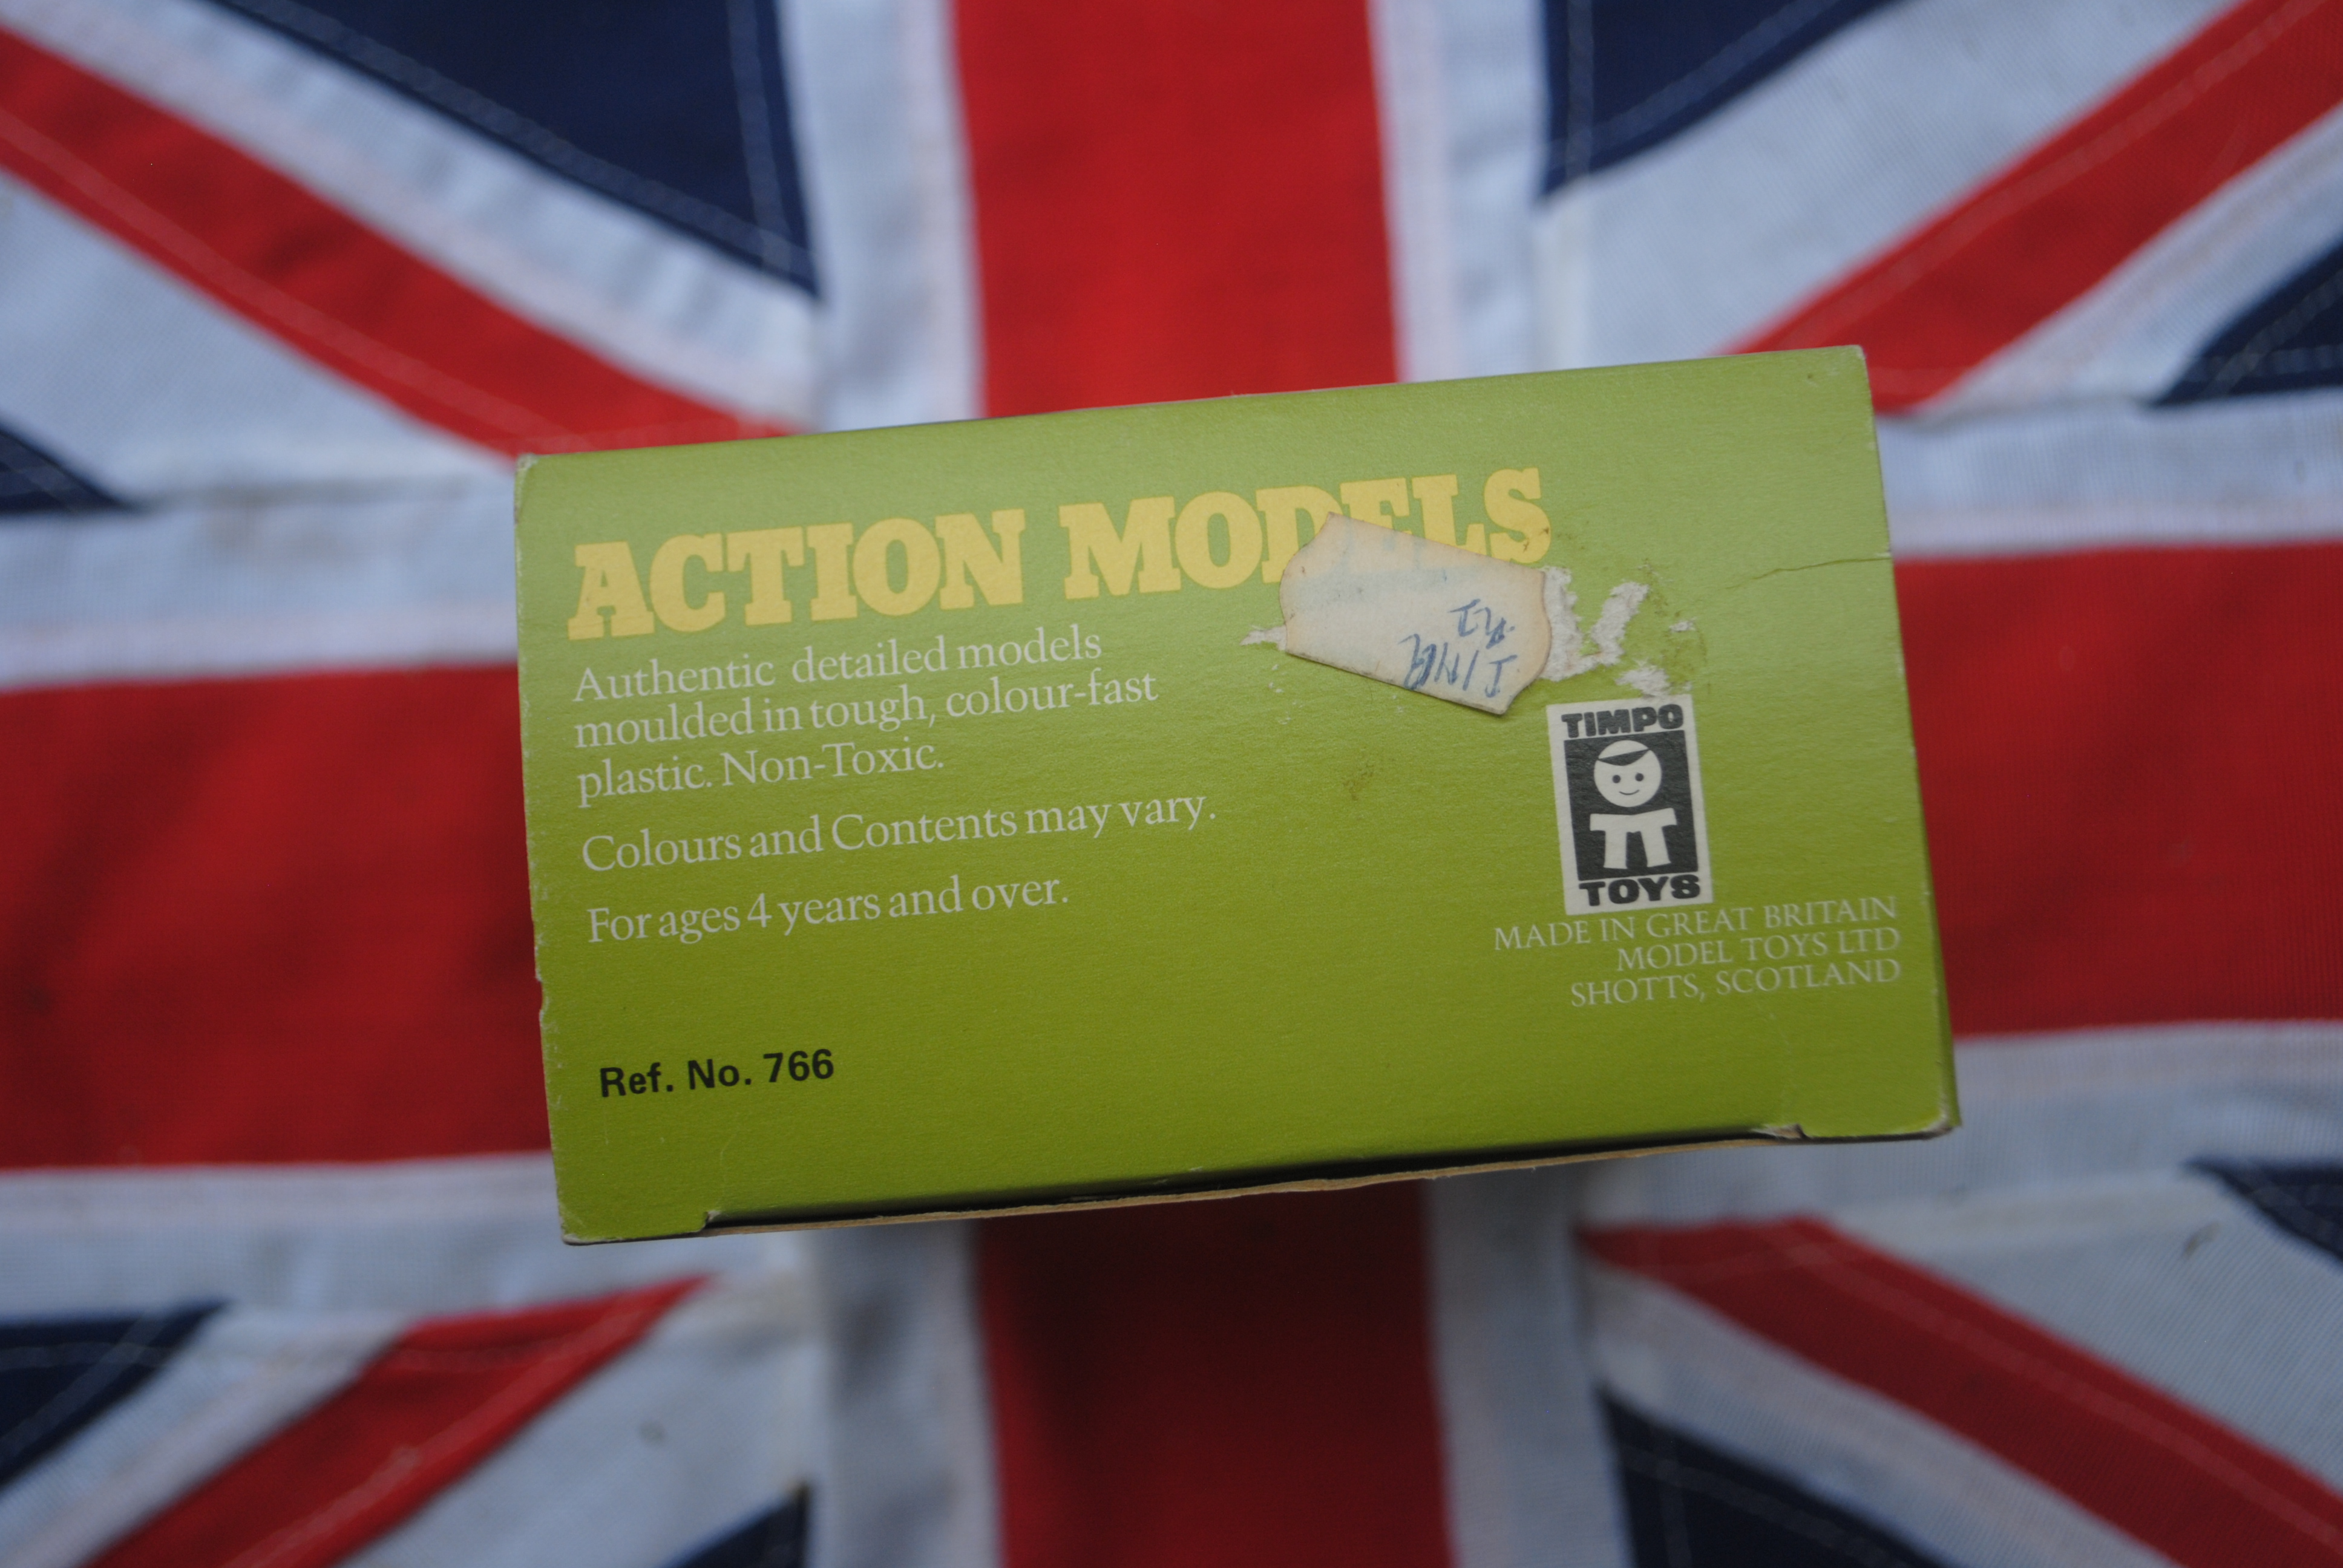 ACTION MODELS
Authentic detailed models
moulded in tough, colour-fast
plastic. Non-Toxic.
Colours and Contents may vary.
For ages 4 years and over.
Ref. No. 766
TIMPO
TOYS
MADE IN GREAT BRITAIN
MODEL TOYS LTD
SHOTTS, SCOTLAND